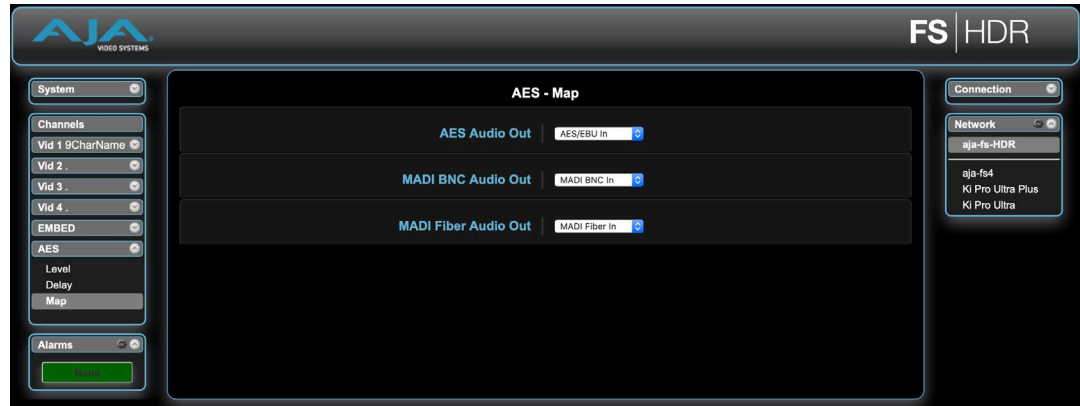 AJA
VIDEO SYSTEMS
FS|HDR
System
Channels
Vid 1 9CharName
Vid 2 .
Vid 3 .
Vid 4 .
EMBED
AES
Level
Delay
Map
Alarms
None
AES - Map
AES Audio Out AES/EBU In
MADI BNC Audio Out MADI BNC In
MADI Fiber Audio Out MADI Fiber In
Connection
Network
aja-fs-HDR
aja-fs4
Ki Pro Ultra Plus
Ki Pro Ultra